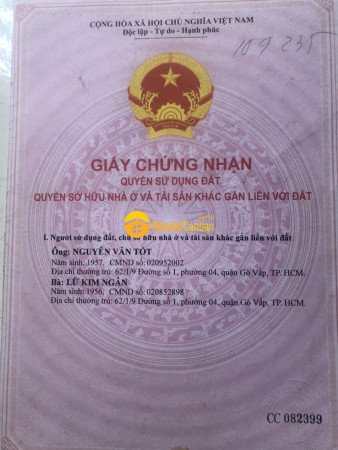 CỘNG HÒA XÃ HỘI CHỦ NGHĨA VIỆT NAM
Độc lập - Tự do - Hạnh phúc
109 235
GIẤY CHỨNG NHẬN
QUYỀN SỬ DỤNG ĐẤT
QUYỀN SỞ HỮU NHÀ Ở VÀ TÀI SẢN KHÁC GẮN LIỀN VỚI ĐẤT
I. Người sử dụng đất, chủ sở hữu nhà ở và tài sản khác gắn liền với đất
Ông: NGUYỄN VĂN TÓT
Năm sinh: 1957, CMND số: 020952002
Địa chỉ thường trú: 62/1/9 Đường số 1, phường 04, quận Gò Vấp, TP. HCM.
Bà: LỮ KIM NGÂN
Năm sinh: 1956, CMND số: 020852898
Địa chỉ thường trú: 62/1/9 Đường số 1, phường 04, quận Gò Vấp, TP. HCM.
CC 082399